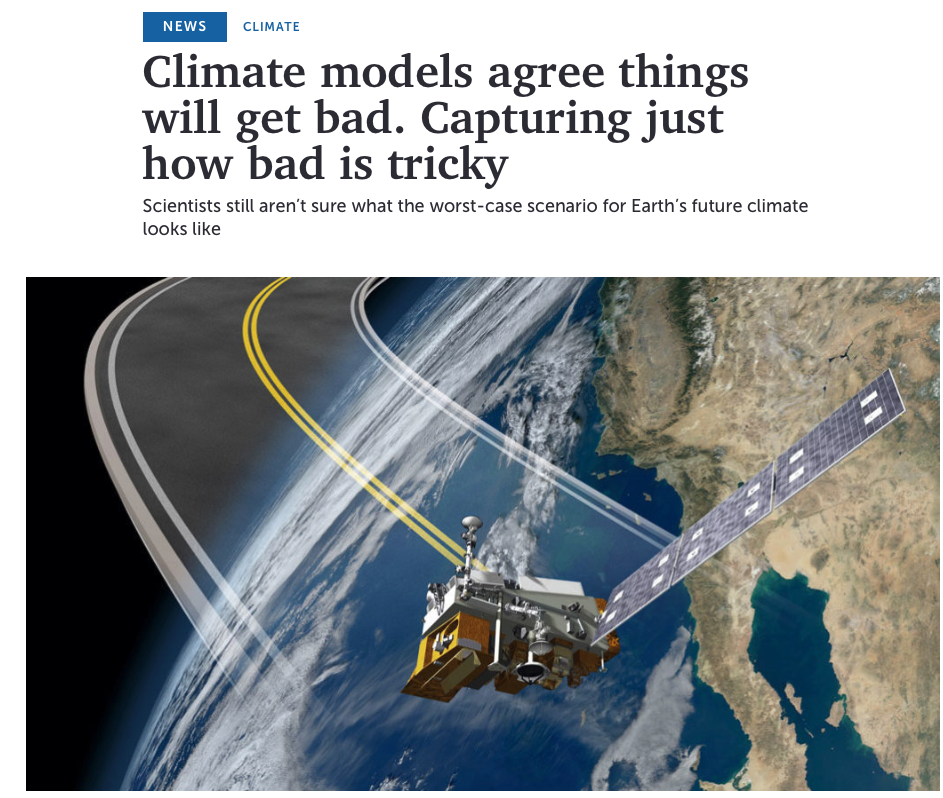 NEWS CLIMATE
Climate models agree things
will get bad. Capturing just
how bad is tricky
Scientists still aren’t sure what the worst-case scenario for Earth’s future climate
looks like